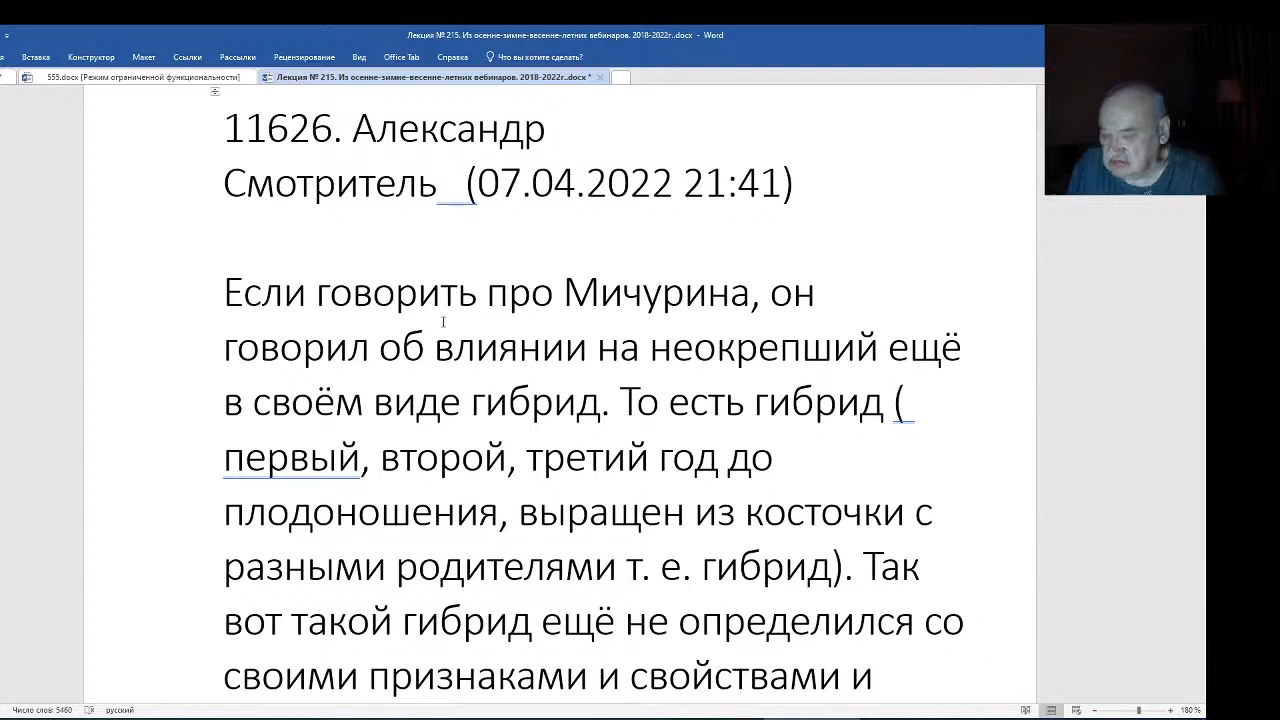 Лекция № 215. Из осенне-зимне-весенне-летних вебинаров. 2018-2022г..docx - Word
Вставка Конструктор Макет Ссылки Рассылки Рецензирование Вид Office Tab Справка Что вы хотите сделать?
555.docx [Режим ограниченной функциональности] Лекция № 215. Из осенне-зимне-весенне-летних вебинаров. 2018-2022г..docx *
11626. Александр
Смотритель (07.04.2022 21:41)
Если говорить про Мичурина, он
говорил об влиянии на неокрепший ещё
в своём виде гибрид. То есть гибрид (
первый, второй, третий год до
плодоношения, выращен из косточки с
разными родителями т. е. гибрид). Так
вот такой гибрид ещё не определился со
своими признаками и свойствами и
Число слов: 5460 русский 180 %